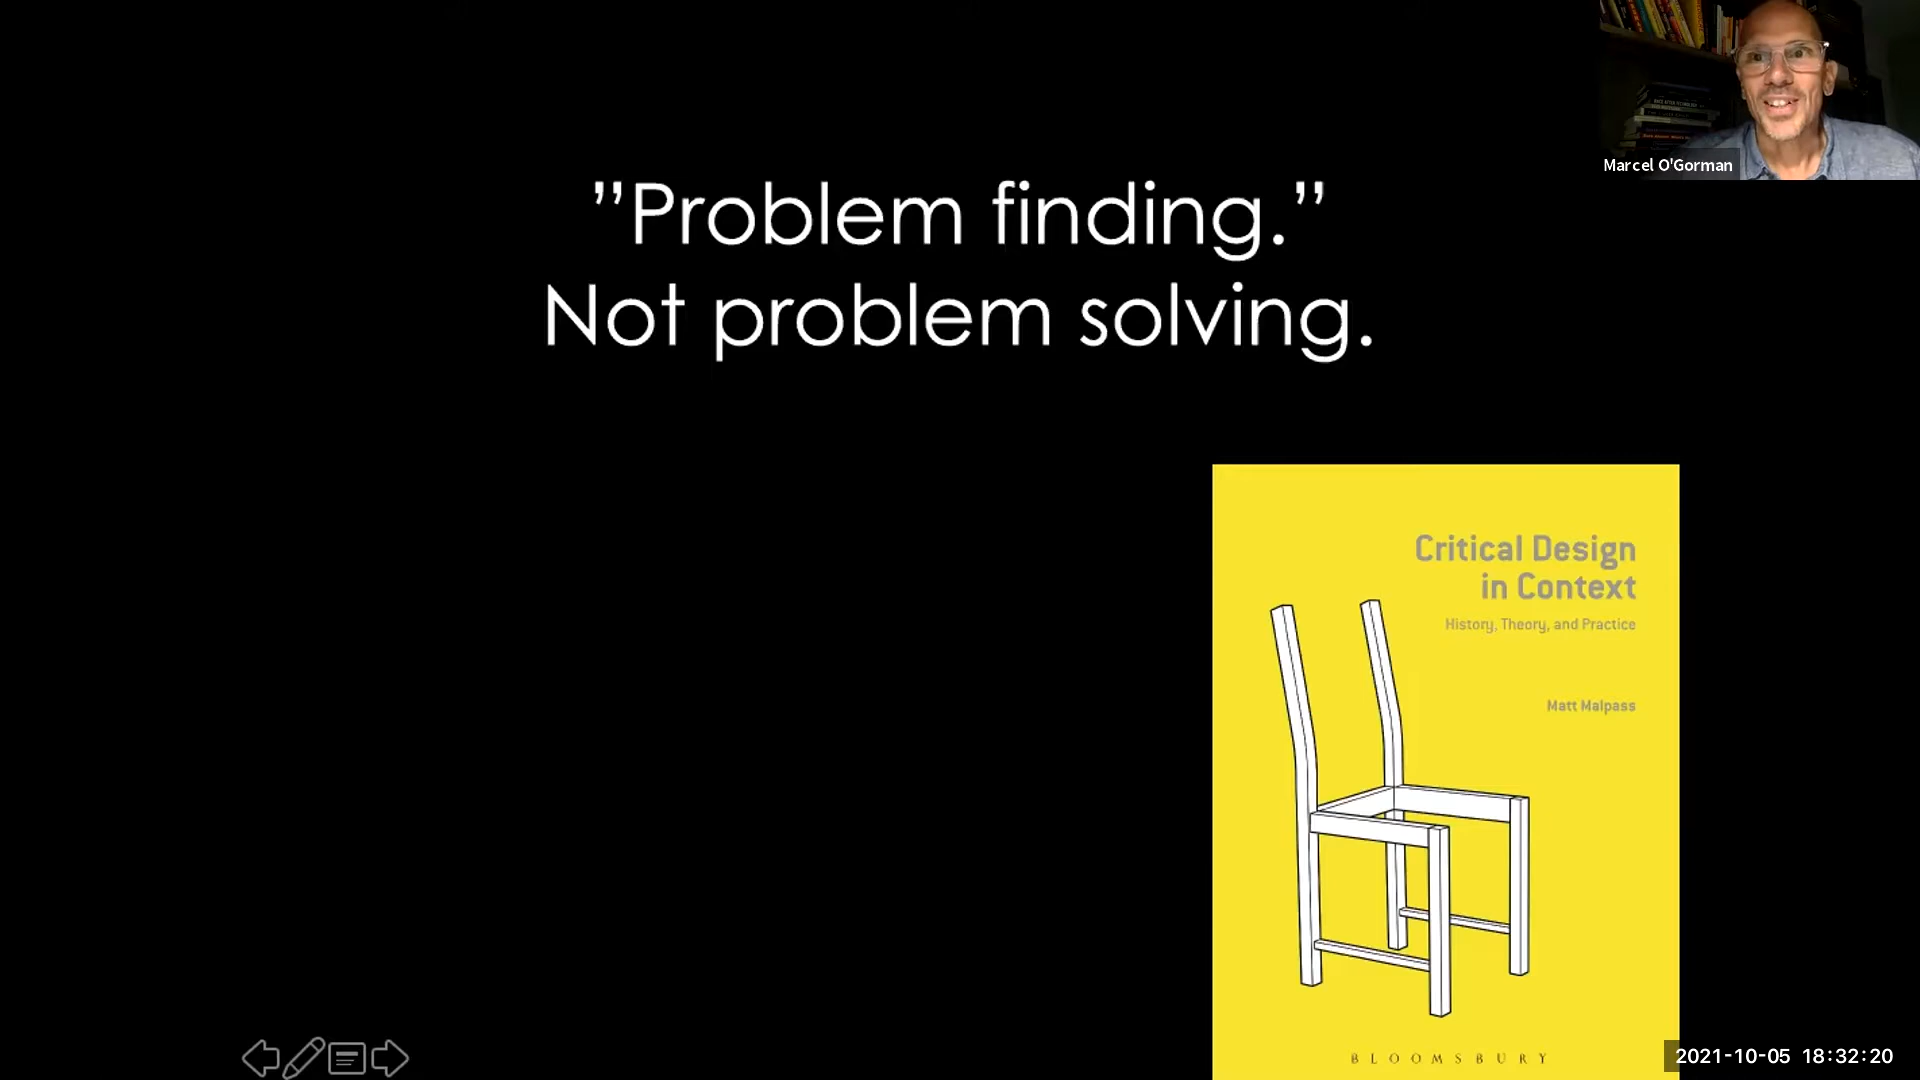 Marcel O'Gorman
”Problem finding.”
Not problem solving.
Critical Design
in Context
History, Theory, and Practice
Matt Malpass
BLOOMSBURY
2021-10-05 18:32:20